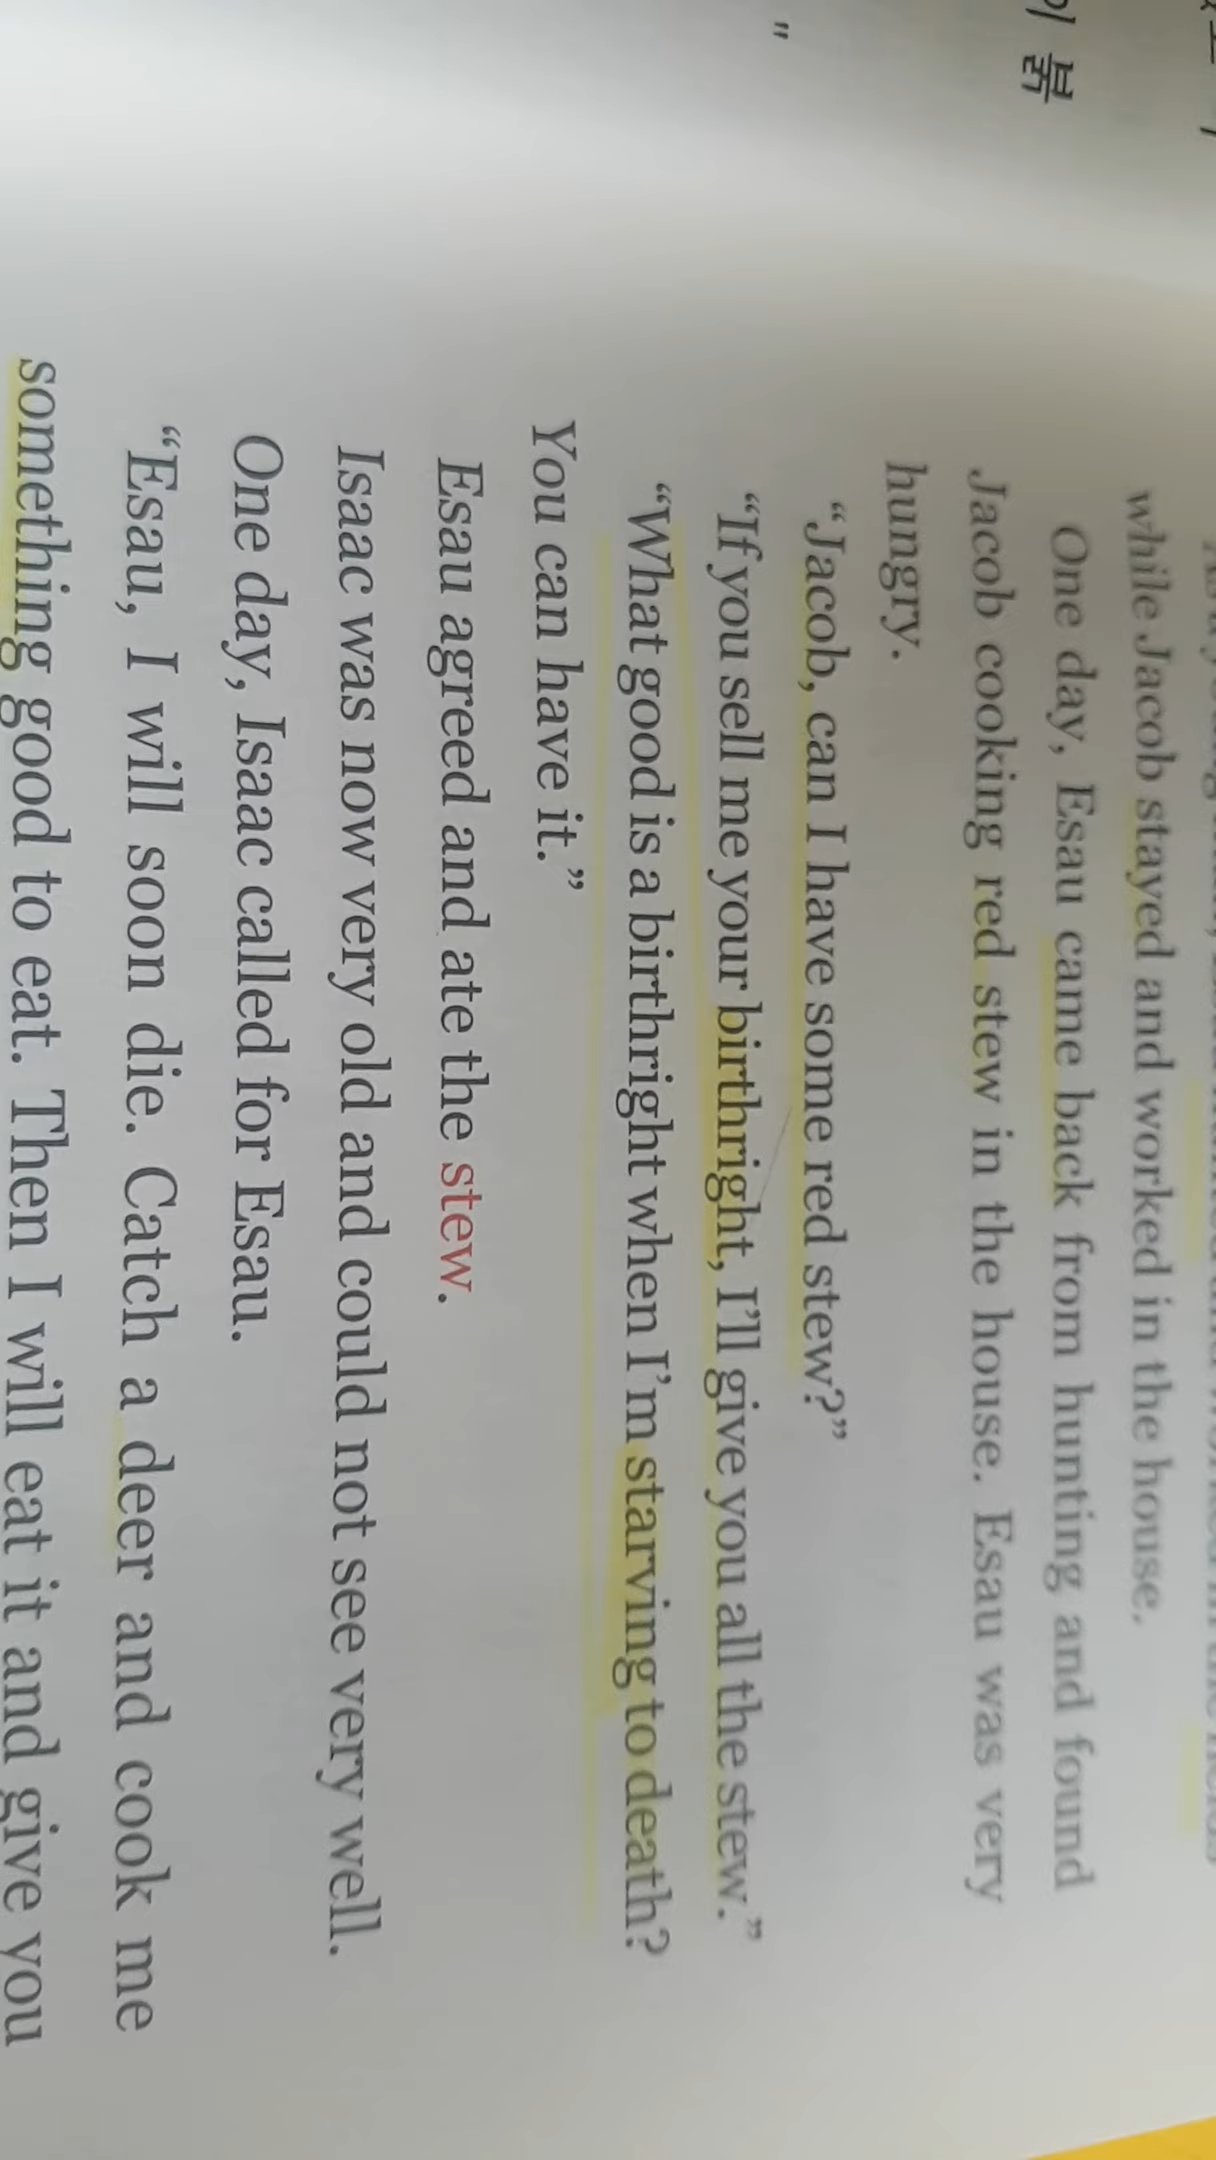 이 붉
"
while Jacob stayed and worked in the house.
One day, Esau came back from hunting and found
Jacob cooking red stew in the house. Esau was very
hungry.
“Jacob, can I have some red stew?”
“If you sell me your birthright, I’ll give you all the stew.”
“What good is a birthright when I’m starving to death?
You can have it.”
Esau agreed and ate the stew.
Isaac was now very old and could not see very well.
One day, Isaac called for Esau.
“Esau, I will soon die. Catch a deer and cook me
something good to eat. Then I will eat it and give you